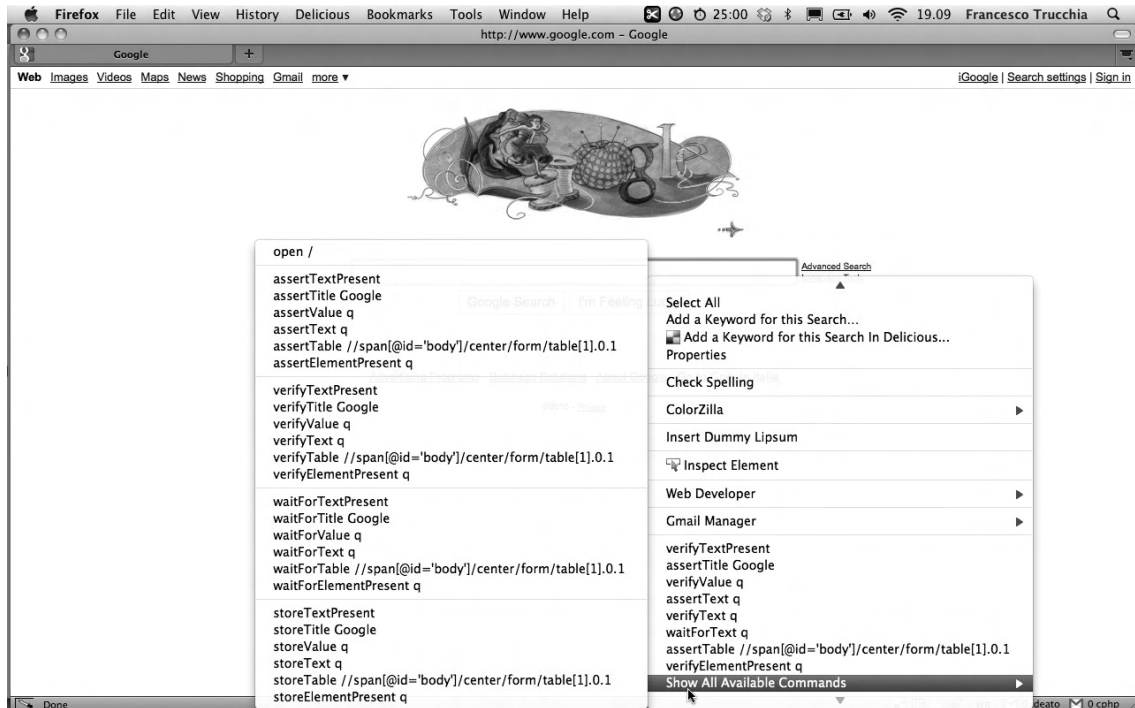 Firefox File Edit View History Delicious Bookmarks Tools Window Help 25:00 19.09 Francesco Trucchia
http://www.google.com – Google
Google +
Web Images Videos Maps News Shopping Gmail more ▼ iGoogle | Search settings | Sign in
Advanced Search
Google Search I'm Feeling
open /
assertTextPresent
assertTitle Google
assertValue q
assertText q
assertTable //span[@id='body']/center/form/table[1].0.1
assertElementPresent q
verifyTextPresent
verifyTitle Google
verifyValue q
verifyText q
verifyTable //span[@id='body']/center/form/table[1].0.1
verifyElementPresent q
waitForTextPresent
waitForTitle Google
waitForValue q
waitForText q
waitForTable //span[@id='body']/center/form/table[1].0.1
waitForElementPresent q
storeTextPresent
storeTitle Google
storeValue q
storeText q
storeTable //span[@id='body']/center/form/table[1].0.1
storeElementPresent q
Select All
Add a Keyword for this Search...
Add a Keyword for this Search In Delicious...
Properties
Check Spelling
ColorZilla
Insert Dummy Lipsum
Inspect Element
Web Developer
Gmail Manager
verifyTextPresent
assertTitle Google
verifyValue q
assertText q
verifyText q
waitForText q
assertTable //span[@id='body']/center/form/table[1].0.1
verifyElementPresent q
Show All Available Commands
Done deato 0 cphp